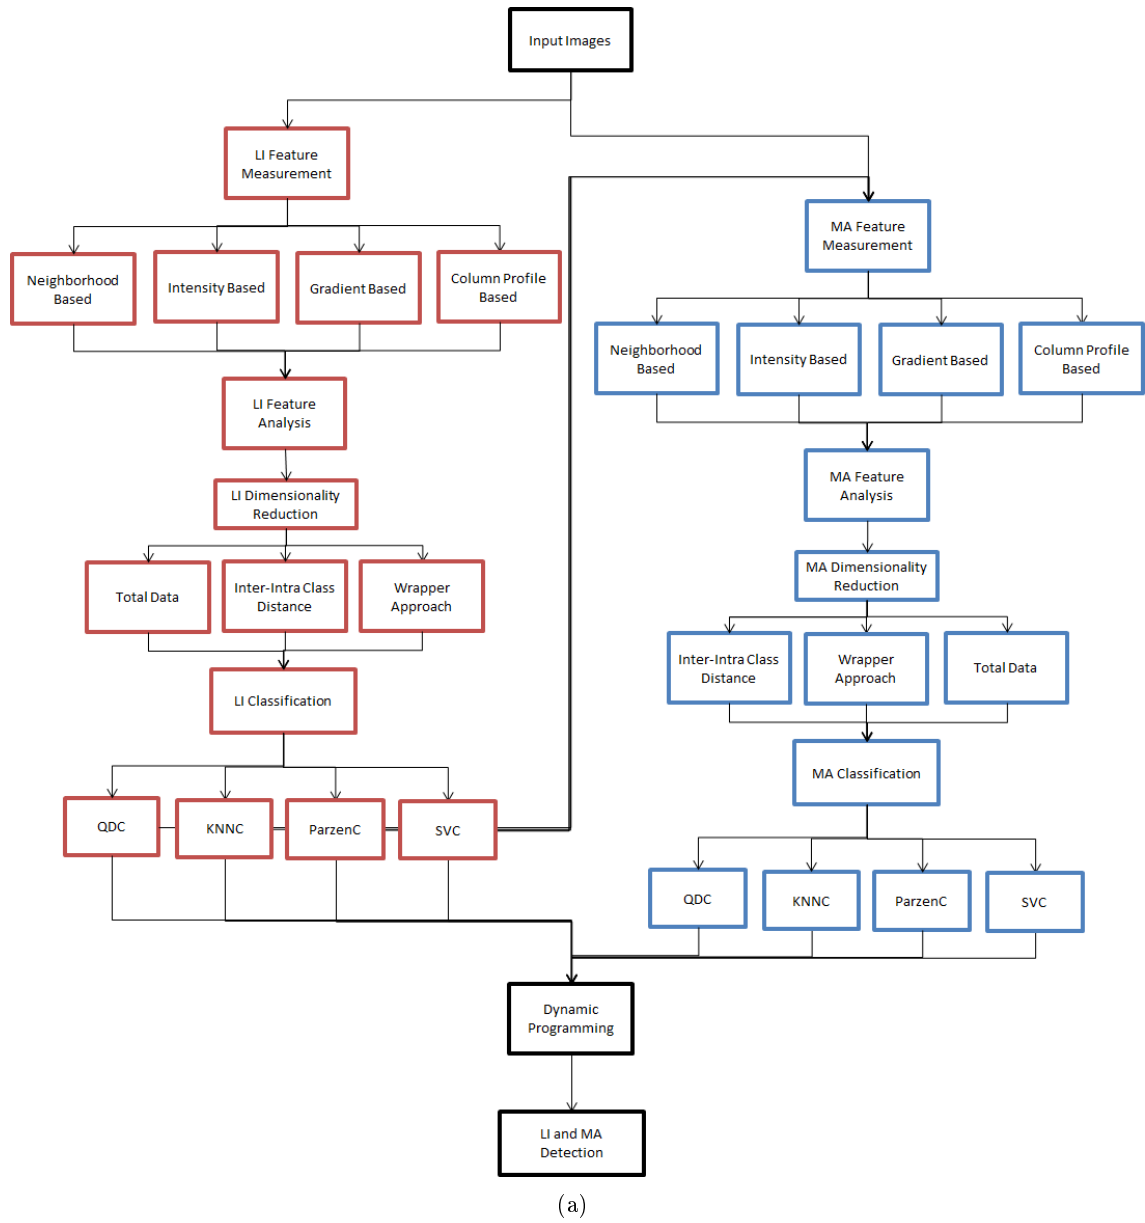 Input Images
LI Feature
Measurement
Neighborhood
Based
Intensity Based
Gradient Based
Column Profile
Based
LI Feature
Analysis
LI Dimensionality
Reduction
Total Data
Inter-Intra Class
Distance
Wrapper
Approach
LI Classification
QDC
KNNC
ParzenC
SVC
MA Feature
Measurement
Neighborhood
Based
Intensity Based
Gradient Based
Column Profile
Based
MA Feature
Analysis
MA Dimensionality
Reduction
Inter-Intra Class
Distance
Wrapper
Approach
Total Data
MA Classification
QDC
KNNC
ParzenC
SVC
Dynamic
Programming
LI and MA
Detection
(a)